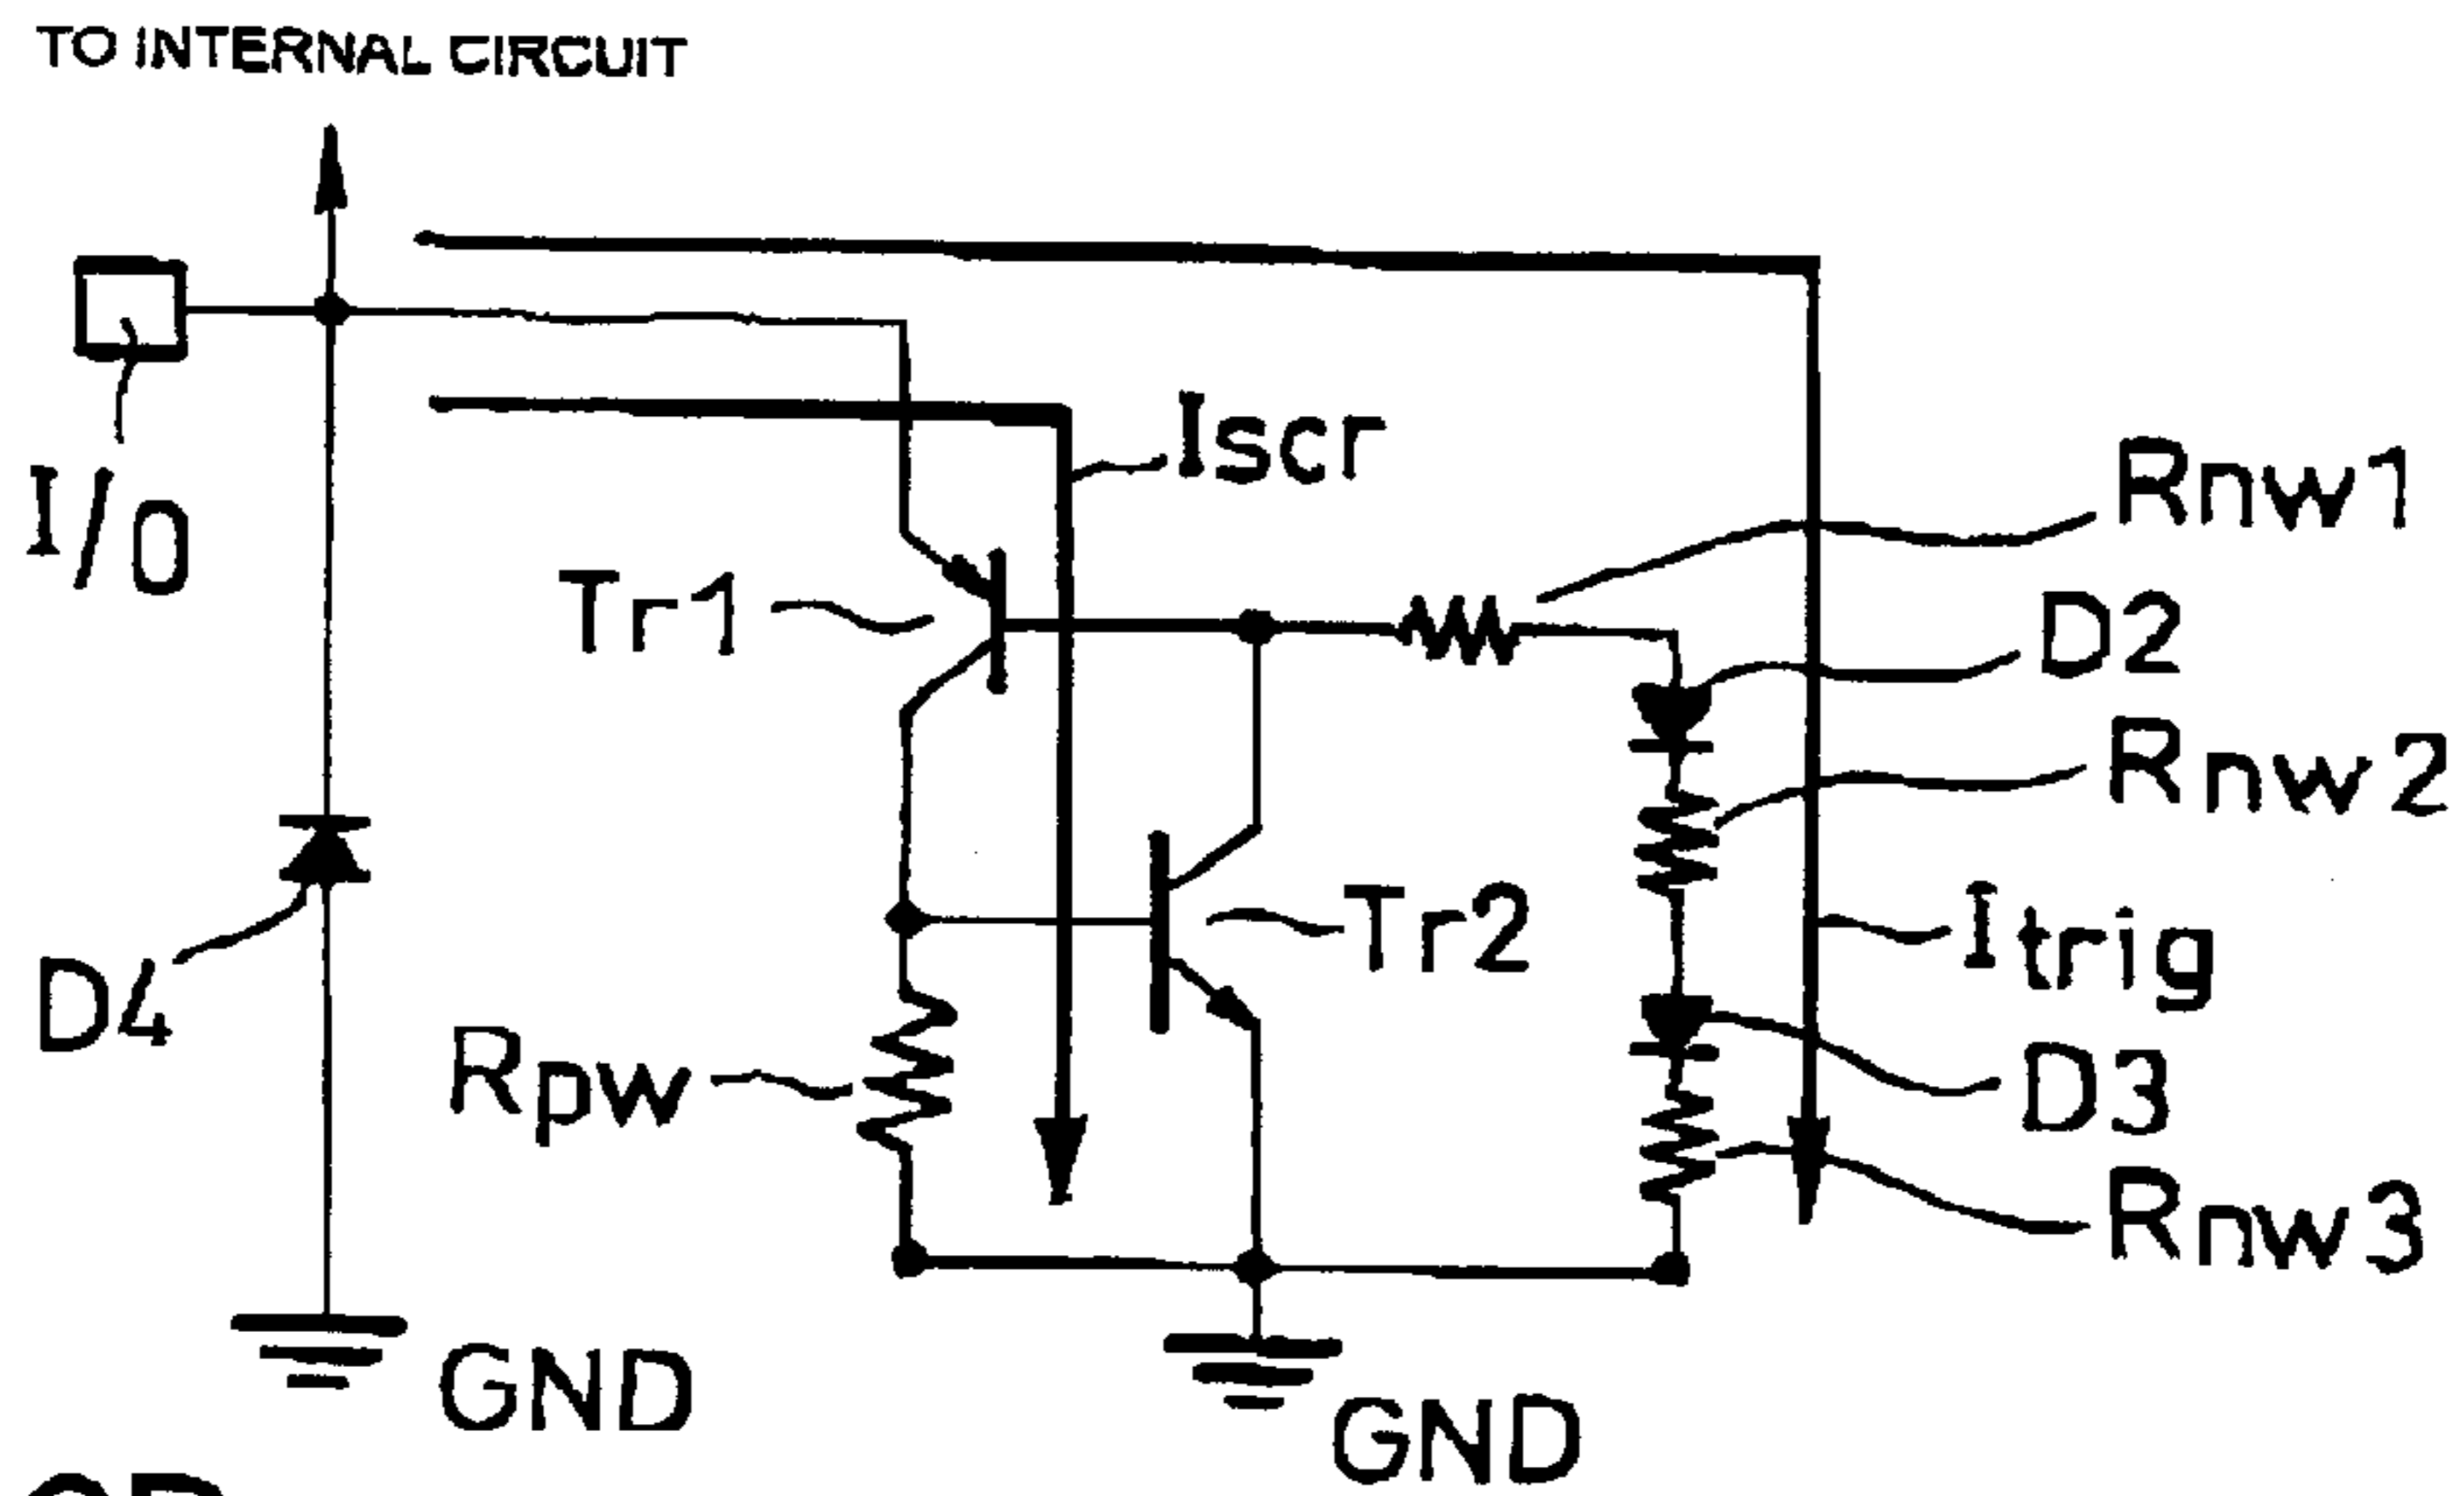 TO INTERNAL CIRCUIT
I/O
Iscr
Rnw1
Tr1
D2
Rnw2
Tr2
Itrig
D4
Rpw
D3
Rnw3
GND
GND